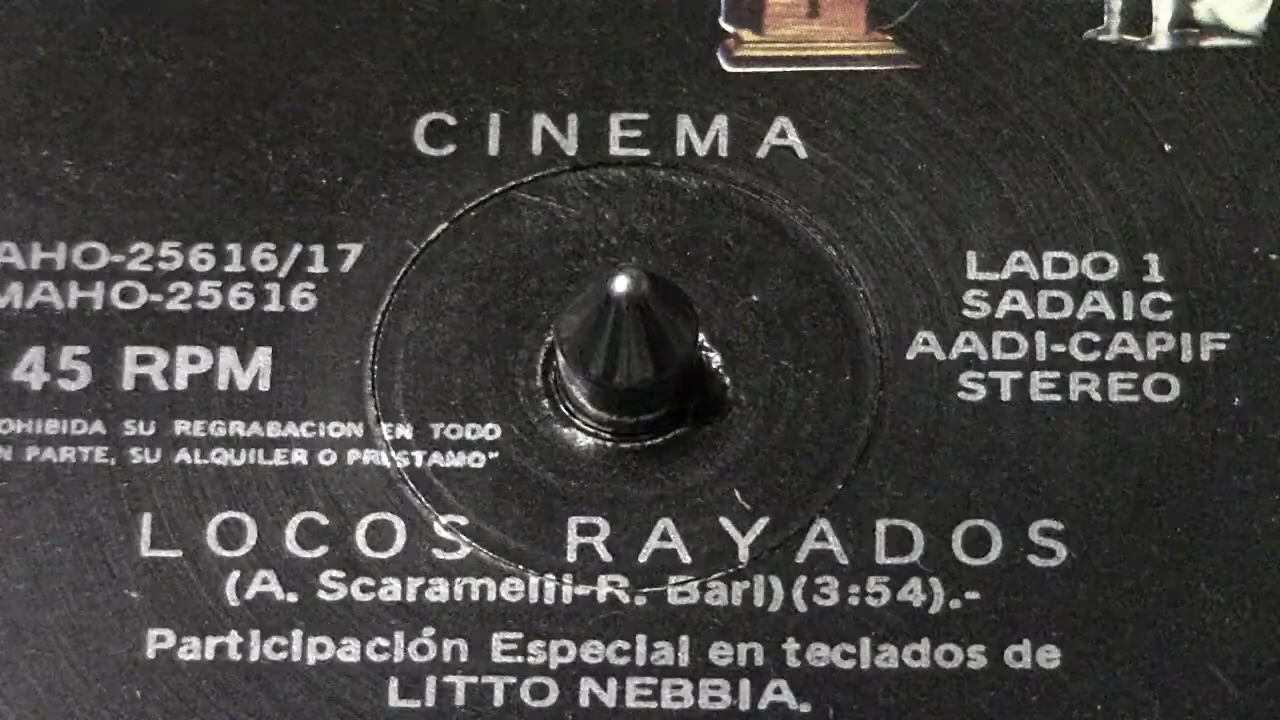 CINEMA
AHO-25616/17
MAHO-25616
45 RPM
OHIBIDA SU REGRABACION EN TODO
N PARTE, SU ALQUILER O PRESTAMO"
LADO 1
SADAIC
AADI-CAPIF
STEREO
LOCOS RAYADOS
(A. Scaramelli-R. Bari)(3:54).-
Participación Especial en teclados de
LITTO NEBBIA.